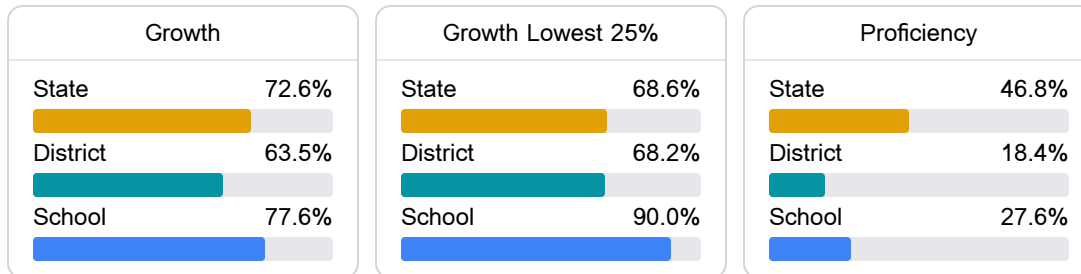 Growth
State 72.6%
District 63.5%
School 77.6%
Growth Lowest 25%
State 68.6%
District 68.2%
School 90.0%
Proficiency
State 46.8%
District 18.4%
School 27.6%